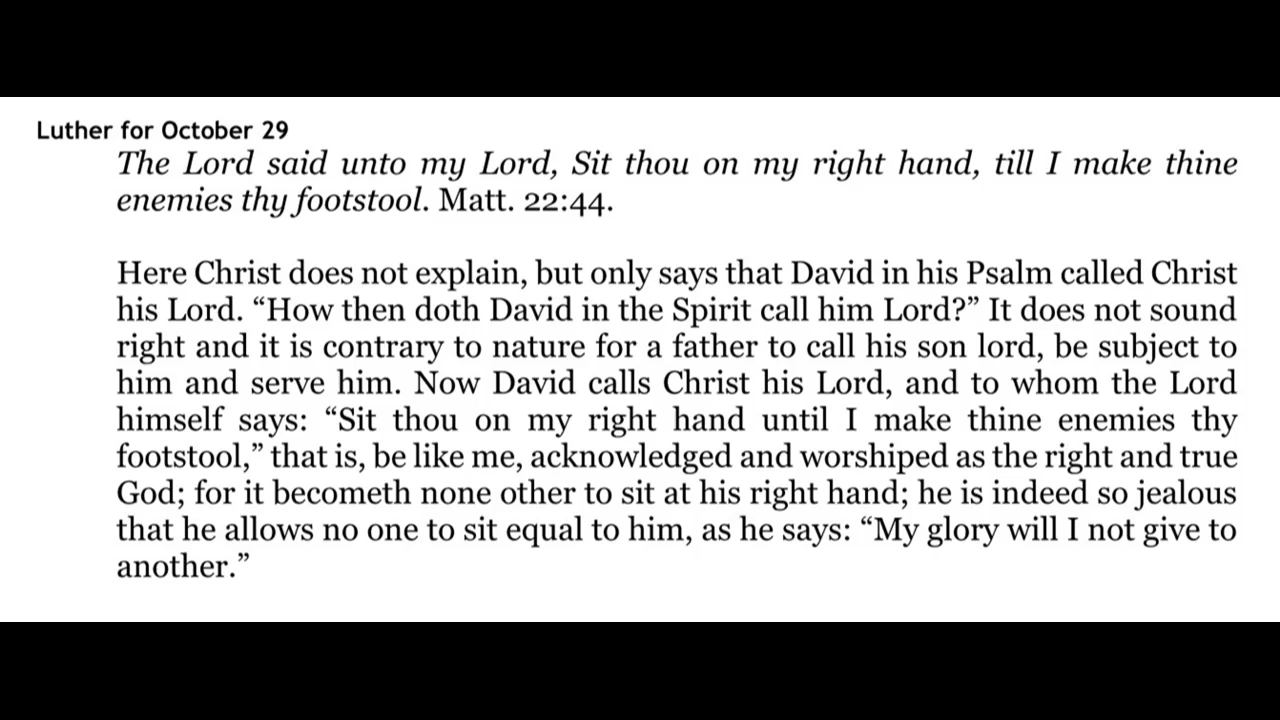 Luther for October 29
The Lord said unto my Lord, Sit thou on my right hand, till I make thine
enemies thy footstool. Matt. 22:44.
Here Christ does not explain, but only says that David in his Psalm called Christ
his Lord. “How then doth David in the Spirit call him Lord?” It does not sound
right and it is contrary to nature for a father to call his son lord, be subject to
him and serve him. Now David calls Christ his Lord, and to whom the Lord
himself says: “Sit thou on my right hand until I make thine enemies thy
footstool,” that is, be like me, acknowledged and worshiped as the right and true
God; for it becometh none other to sit at his right hand; he is indeed so jealous
that he allows no one to sit equal to him, as he says: “My glory will I not give to
another.”